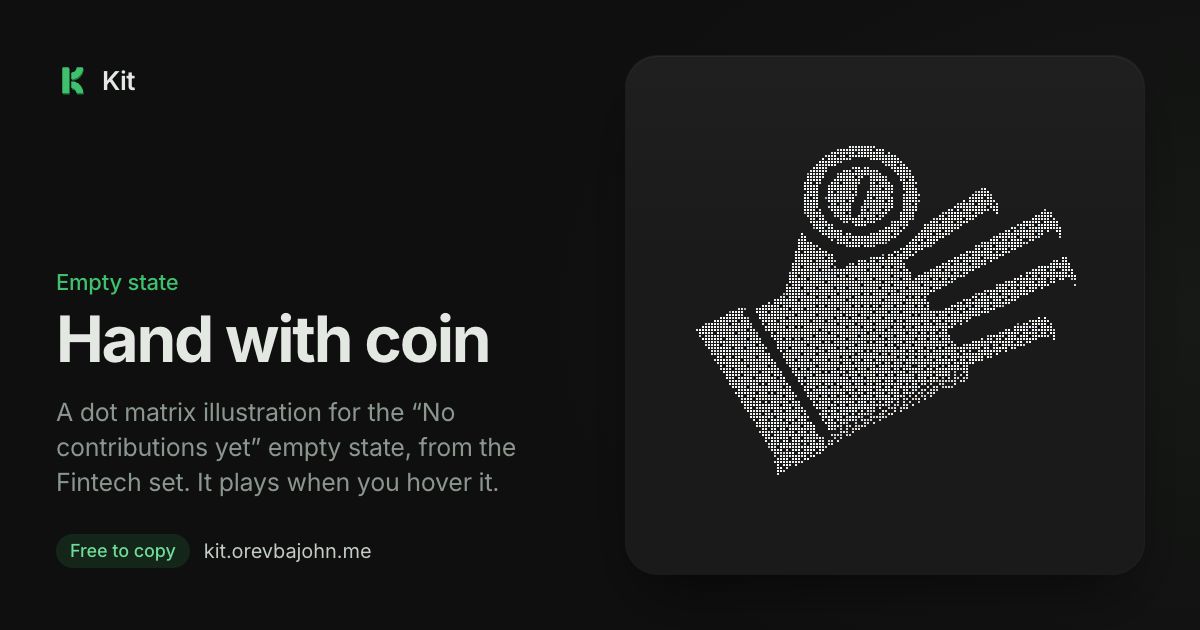 Kit
Empty state
Hand with coin
A dot matrix illustration for the “No
contributions yet” empty state, from the
Fintech set. It plays when you hover it.
Free to copy
kit.orevbajohn.me